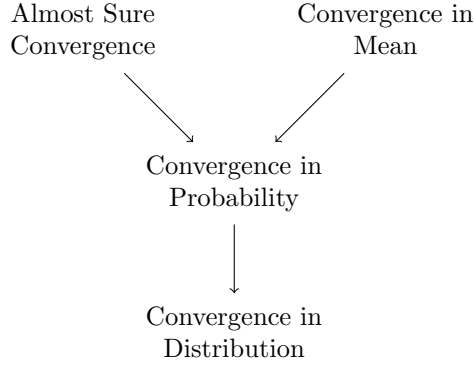 Almost Sure
Convergence
Convergence in
Mean
Convergence in
Probability
Convergence in
Distribution